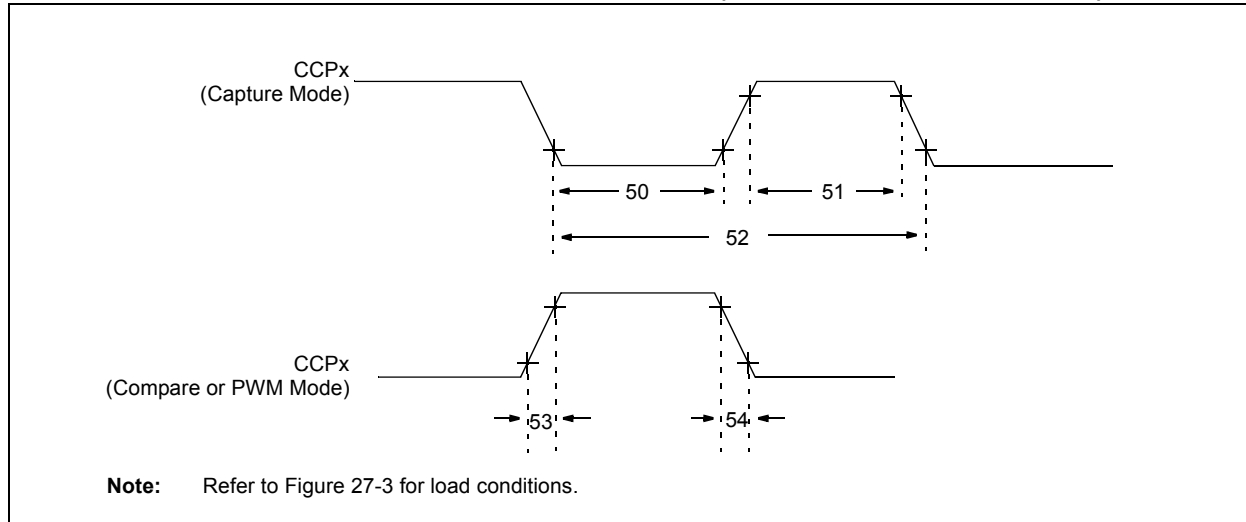 CCPx
(Capture Mode)
50
51
52
CCPx
(Compare or PWM Mode)
53
54
Note: Refer to Figure 27-3 for load conditions.